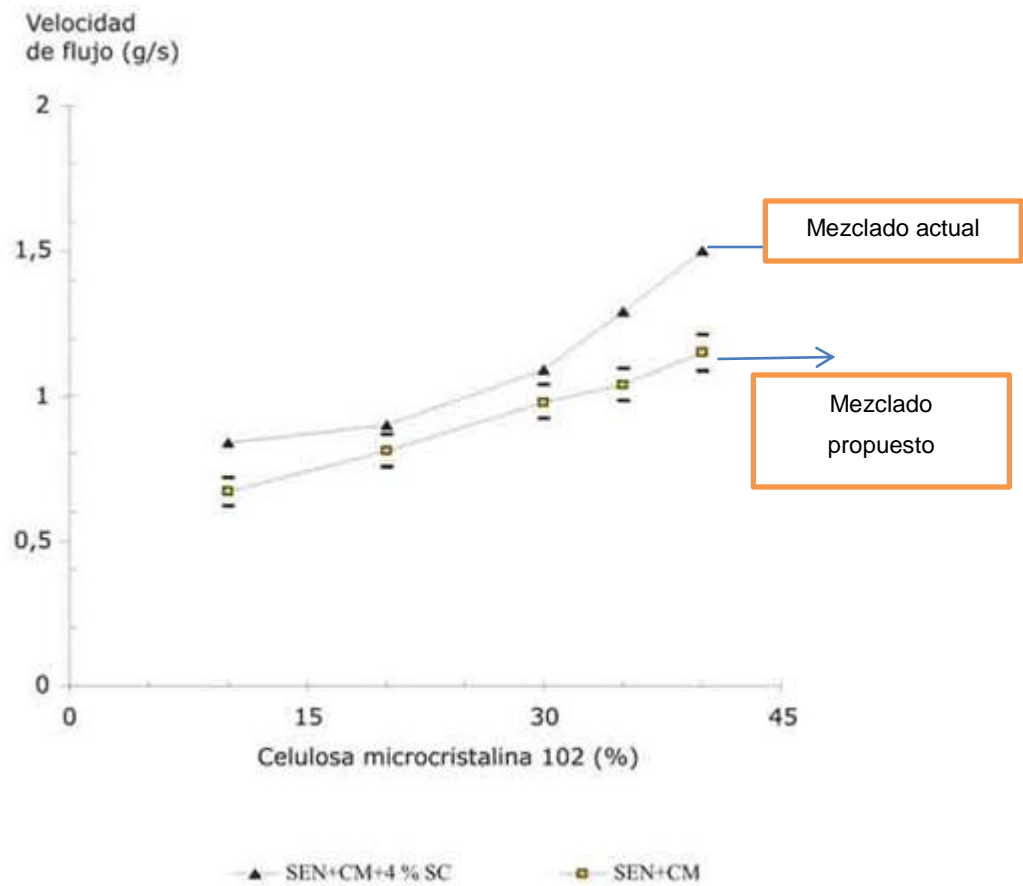 Velocidad
de flujo (g/s)
2
1,5
1
0,5
0
0
15
30
45
Celulosa microcristalina 102 (%)
Mezclado actual
Mezclado
propuesto
SEN+CM+4 % SC
SEN+CM